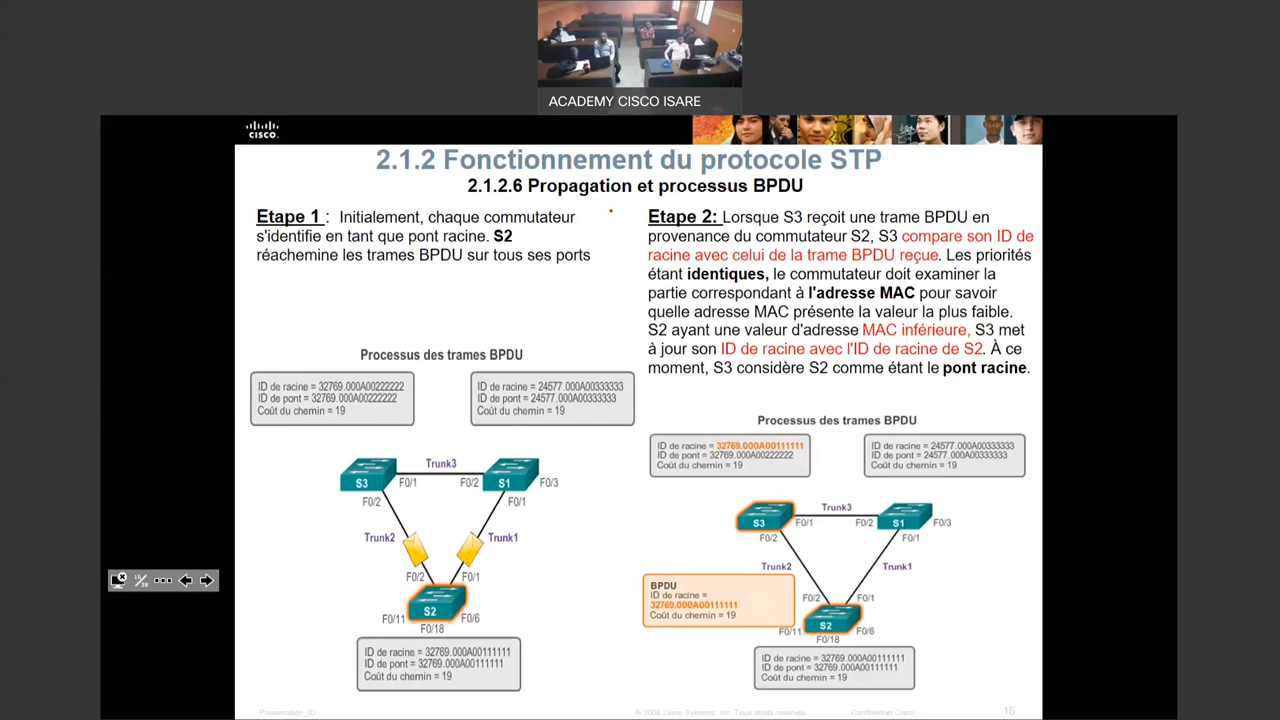 ACADEMY CISCO ISARE
CISCO
2.1.2 Fonctionnement du protocole STP
2.1.2.6 Propagation et processus BPDU
Etape 1 : Initialement, chaque commutateur
s'identifie en tant que pont racine. S2
réachemine les trames BPDU sur tous ses ports
Processus des trames BPDU
ID de racine = 32769.000A00222222
ID de pont = 32769.000A00222222
Coût du chemin = 19
ID de racine = 24577.000A00333333
ID de pont = 24577.000A00333333
Coût du chemin = 19
Trunk3
S3
F0/1
F0/2
S1
F0/3
F0/2
F0/1
Trunk2
Trunk1
F0/2
F0/1
S2
F0/11
F0/6
F0/18
ID de racine = 32769.000A00111111
ID de pont = 32769.000A00111111
Coût du chemin = 19
Etape 2: Lorsque S3 reçoit une trame BPDU en
provenance du commutateur S2, S3 compare son ID de
racine avec celui de la trame BPDU reçue. Les priorités
étant identiques, le commutateur doit examiner la
partie correspondant à l'adresse MAC pour savoir
quelle adresse MAC présente la valeur la plus faible.
S2 ayant une valeur d'adresse MAC inférieure, S3 met
à jour son ID de racine avec l'ID de racine de S2. À ce
moment, S3 considère S2 comme étant le pont racine.
Processus des trames BPDU
ID de racine = 32769.000A00111111
ID de pont = 32769.000A00222222
Coût du chemin = 19
ID de racine = 24577.000A00333333
ID de pont = 24577.000A00333333
Coût du chemin = 19
Trunk3
S3
F0/1
F0/2
S1
F0/3
F0/2
F0/1
Trunk2
Trunk1
BPDU
ID de racine =
32769.000A00111111
Coût du chemin = 19
F0/2
F0/1
S2
F0/11
F0/6
F0/18
ID de racine = 32769.000A00111111
ID de pont = 32769.000A00111111
Coût du chemin = 19
Presentation_ID
© 2008 Cisco Systems, Inc. Tous droits réservés
Confidentiel Cisco
16